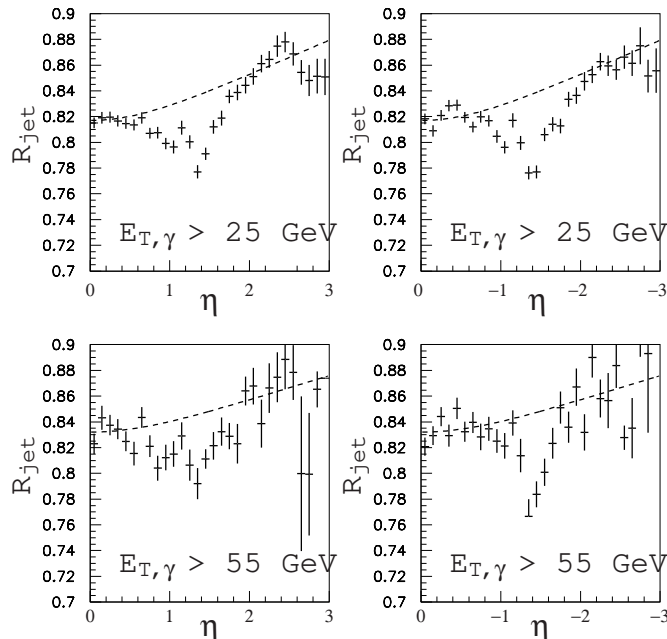 0.9 0.9
0.88 0.88
0.86 0.86
0.84 0.84
0.82 0.82
0.8 0.8
0.78 0.78
0.76 0.76
0.74 0.74
0.72 0.72
0.7 0.7
R_jet R_jet
E_T,γ > 25 GeV E_T,γ > 25 GeV
0 1 2 3 0 −1 −2 −3
η η
0.9 0.9
0.88 0.88
0.86 0.86
0.84 0.84
0.82 0.82
0.8 0.8
0.78 0.78
0.76 0.76
0.74 0.74
0.72 0.72
0.7 0.7
R_jet R_jet
E_T,γ > 55 GeV E_T,γ > 55 GeV
0 1 2 3 0 −1 −2 −3
η η